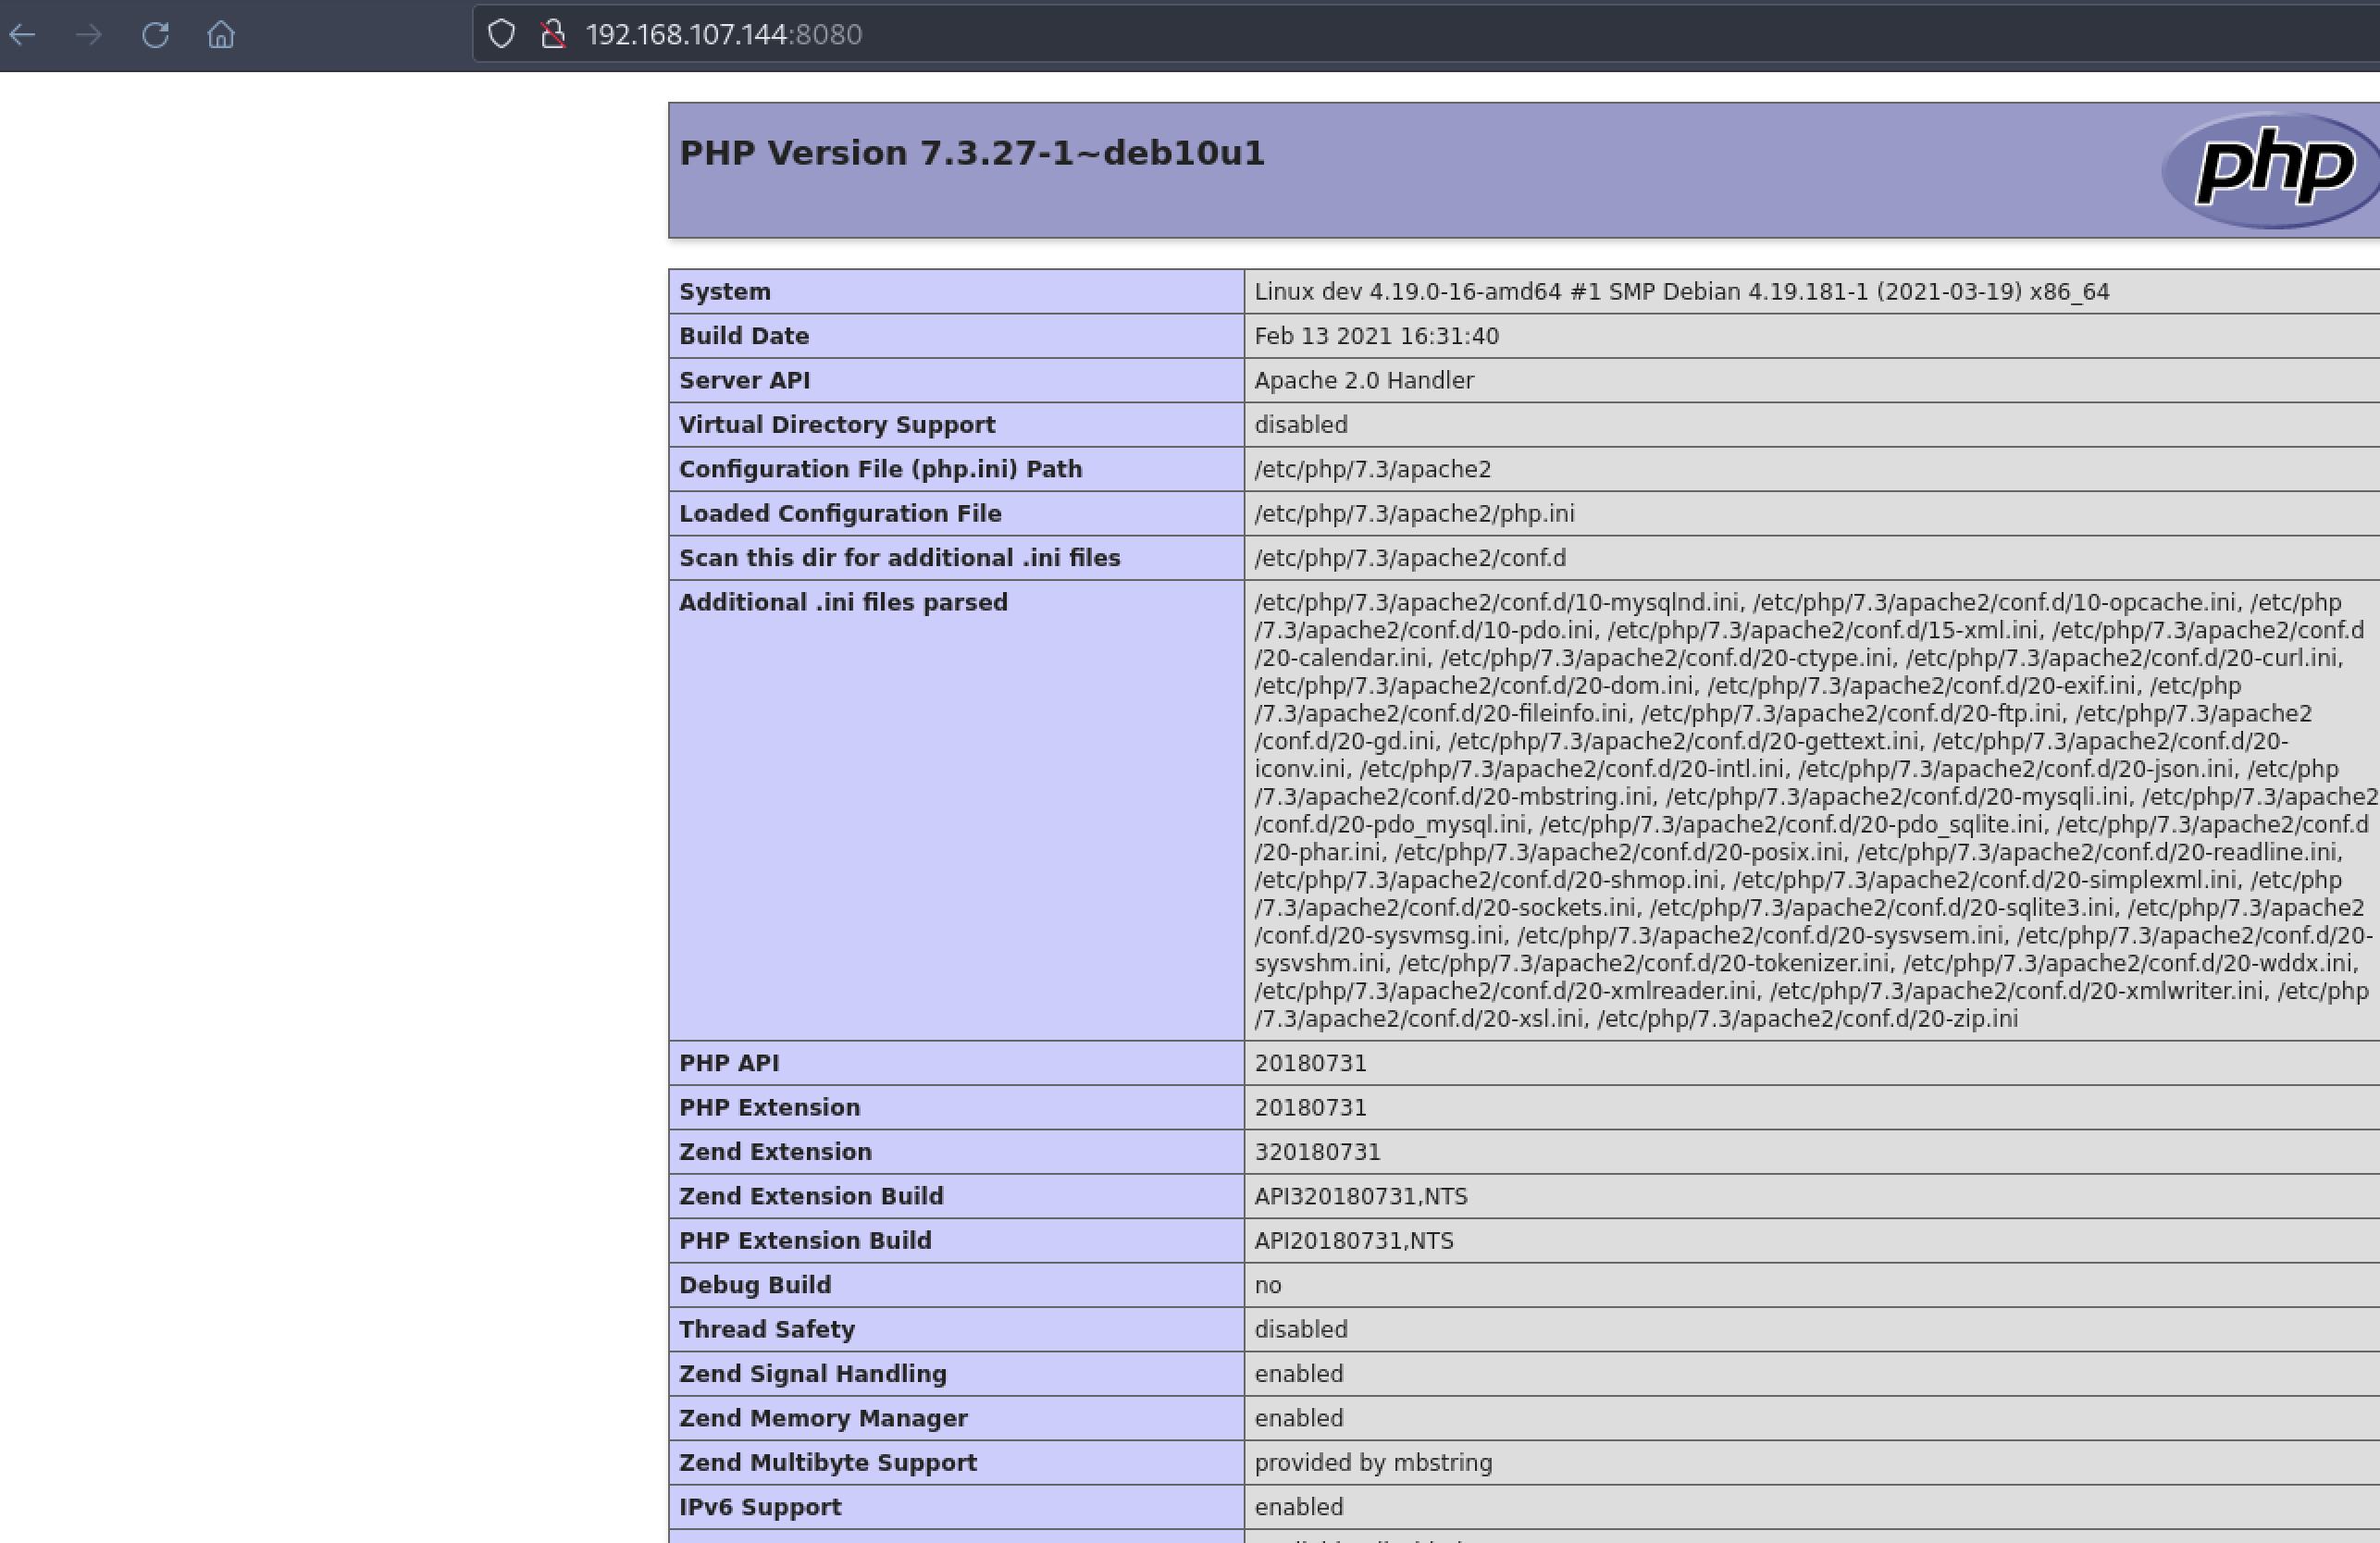 192.168.107.144:8080
PHP Version 7.3.27-1~deb10u1
php
System Linux dev 4.19.0-16-amd64 #1 SMP Debian 4.19.181-1 (2021-03-19) x86_64
Build Date Feb 13 2021 16:31:40
Server API Apache 2.0 Handler
Virtual Directory Support disabled
Configuration File (php.ini) Path /etc/php/7.3/apache2
Loaded Configuration File /etc/php/7.3/apache2/php.ini
Scan this dir for additional .ini files /etc/php/7.3/apache2/conf.d
Additional .ini files parsed /etc/php/7.3/apache2/conf.d/10-mysqlnd.ini, /etc/php/7.3/apache2/conf.d/10-opcache.ini, /etc/php
/7.3/apache2/conf.d/10-pdo.ini, /etc/php/7.3/apache2/conf.d/15-xml.ini, /etc/php/7.3/apache2/conf.d
/20-calendar.ini, /etc/php/7.3/apache2/conf.d/20-ctype.ini, /etc/php/7.3/apache2/conf.d/20-curl.ini,
/etc/php/7.3/apache2/conf.d/20-dom.ini, /etc/php/7.3/apache2/conf.d/20-exif.ini, /etc/php
/7.3/apache2/conf.d/20-fileinfo.ini, /etc/php/7.3/apache2/conf.d/20-ftp.ini, /etc/php/7.3/apache2
/conf.d/20-gd.ini, /etc/php/7.3/apache2/conf.d/20-gettext.ini, /etc/php/7.3/apache2/conf.d/20-
iconv.ini, /etc/php/7.3/apache2/conf.d/20-intl.ini, /etc/php/7.3/apache2/conf.d/20-json.ini, /etc/php
/7.3/apache2/conf.d/20-mbstring.ini, /etc/php/7.3/apache2/conf.d/20-mysqli.ini, /etc/php/7.3/apache2
/conf.d/20-pdo_mysql.ini, /etc/php/7.3/apache2/conf.d/20-pdo_sqlite.ini, /etc/php/7.3/apache2/conf.d
/20-phar.ini, /etc/php/7.3/apache2/conf.d/20-posix.ini, /etc/php/7.3/apache2/conf.d/20-readline.ini,
/etc/php/7.3/apache2/conf.d/20-shmop.ini, /etc/php/7.3/apache2/conf.d/20-simplexml.ini, /etc/php
/7.3/apache2/conf.d/20-sockets.ini, /etc/php/7.3/apache2/conf.d/20-sqlite3.ini, /etc/php/7.3/apache2
/conf.d/20-sysvmsg.ini, /etc/php/7.3/apache2/conf.d/20-sysvsem.ini, /etc/php/7.3/apache2/conf.d/20-
sysvshm.ini, /etc/php/7.3/apache2/conf.d/20-tokenizer.ini, /etc/php/7.3/apache2/conf.d/20-wddx.ini,
/etc/php/7.3/apache2/conf.d/20-xmlreader.ini, /etc/php/7.3/apache2/conf.d/20-xmlwriter.ini, /etc/php
/7.3/apache2/conf.d/20-xsl.ini, /etc/php/7.3/apache2/conf.d/20-zip.ini
PHP API 20180731
PHP Extension 20180731
Zend Extension 320180731
Zend Extension Build API320180731,NTS
PHP Extension Build API20180731,NTS
Debug Build no
Thread Safety disabled
Zend Signal Handling enabled
Zend Memory Manager enabled
Zend Multibyte Support provided by mbstring
IPv6 Support enabled